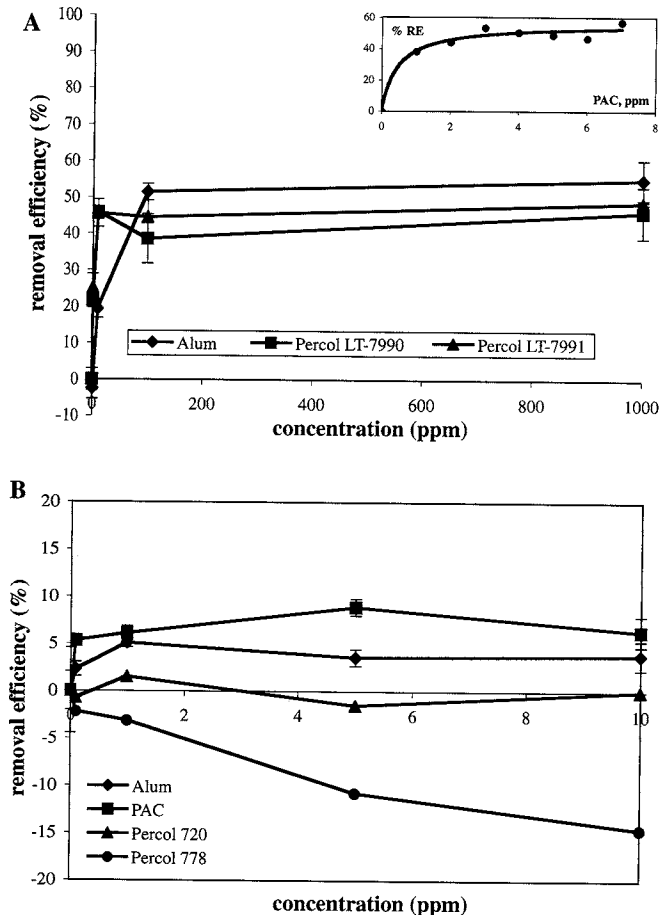 A
removal efficiency (%)
100
90
80
70
60
50
40
30
20
10
0
-10
60
40
20
0
% RE
PAC, ppm
0 2 4 6 8
Alum Percol LT-7990 Percol LT-7991
0 200 400 600 800 1000
concentration (ppm)
B
removal efficiency (%)
20
15
10
5
0
-5
-10
-15
-20
0 2 4 6 8 10
Alum
PAC
Percol 720
Percol 778
concentration (ppm)